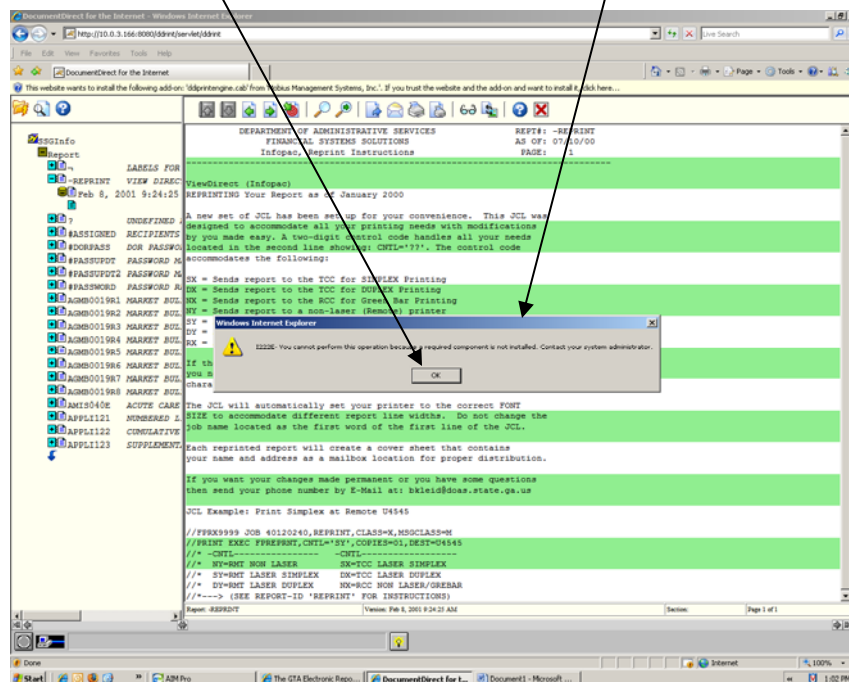 DocumentDirect for the Internet - Windows Internet Explorer
http://10.0.3.166:8080/ddrint/servlet/ddrint
Live Search
File Edit View Favorites Tools Help
DocumentDirect for the Internet
Page Tools
This website wants to install the following add-on: 'ddprintengine.cab' from 'Mobius Management Systems, Inc.'. If you trust the website and the add-on and want to install it, click here...
SSGInfo
Report
-, LABELS FOR
-REPRINT VIEW DIREC
Feb 8, 2001 9:24:25
? UNDEFINED
#ASSIGNED RECIPIENTS
#DORPASS DOR PASSWO
#PASSUPDT PASSWORD M
#PASSUPDT2 PASSWORD M
#PASSWORD PASSWORD R
AGMB0019R1 MARKET BUL
AGMB0019R2 MARKET BUL
AGMB0019R3 MARKET BUL
AGMB0019R4 MARKET BUL
AGMB0019R5 MARKET BUL
AGMB0019R6 MARKET BUL
AGMB0019R7 MARKET BUL
AGMB0019R8 MARKET BUL
AMIS040E ACUTE CARE
APPLI121 NUMBERED L
APPLI122 CUMULATIVE
APPLI123 SUPPLEMENT
DEPARTMENT OF ADMINISTRATIVE SERVICES REPT#: -REPRINT
FINANCIAL SYSTEMS SOLUTIONS AS OF: 07/10/00
Infopac, Reprint Instructions PAGE: 1
ViewDirect (Infopac)
REPRINTING Your Report as of January 2000
A new set of JCL has been set up for your convenience. This JCL was
designed to accommodate all your printing needs with modifications
by you made easy. A two-digit control code handles all your needs
located in the second line showing: CNTL='??'. The control code
accommodates the following:
SX = Sends report to the TCC for SIMPLEX Printing
DX = Sends report to the TCC for DUPLEX Printing
NX = Sends report to the RCC for Green Bar Printing
NY = Sends report to a non-laser (Remote) printer
SY =
DY =
RX =
Windows Internet Explorer
I222E- You cannot perform this operation because a required component is not installed. Contact your system administrator.
OK
If th
you n
chara
The JCL will automatically set your printer to the correct FONT
SIZE to accommodate different report line widths. Do not change the
job name located as the first word of the first line of the JCL.
Each reprinted report will create a cover sheet that contains
your name and address as a mailbox location for proper distribution.
If you want your changes made permanent or you have some questions
then send your phone number by E-Mail at: bkleid@doas.state.ga.us
JCL Example: Print Simplex at Remote U4545
//FPRX9999 JOB 40120240,REPRINT,CLASS=X,MSGCLASS=M
//PRINT EXEC FPREPRNT,CNTL='SY',COPIES=01,DEST=U4545
//* -CNTL---------------- -CNTL-------------------
//* NY=RMT NON LASER SX=TCC LASER SIMPLEX
//* SY=RMT LASER SIMPLEX DX=TCC LASER DUPLEX
//* DY=RMT LASER DUPLEX NX=RCC NON LASER/GREBAR
//*---> (SEE REPORT-ID 'REPRINT' FOR INSTRUCTIONS)
Report: -REPRINT Version: Feb 8, 2001 9:24:25 AM Section: Page 1 of 1
Done Internet 100%
Start AIM Pro The GTA Electronic Repo... DocumentDirect for t... Document1 - Microsoft ... 1:02 PM